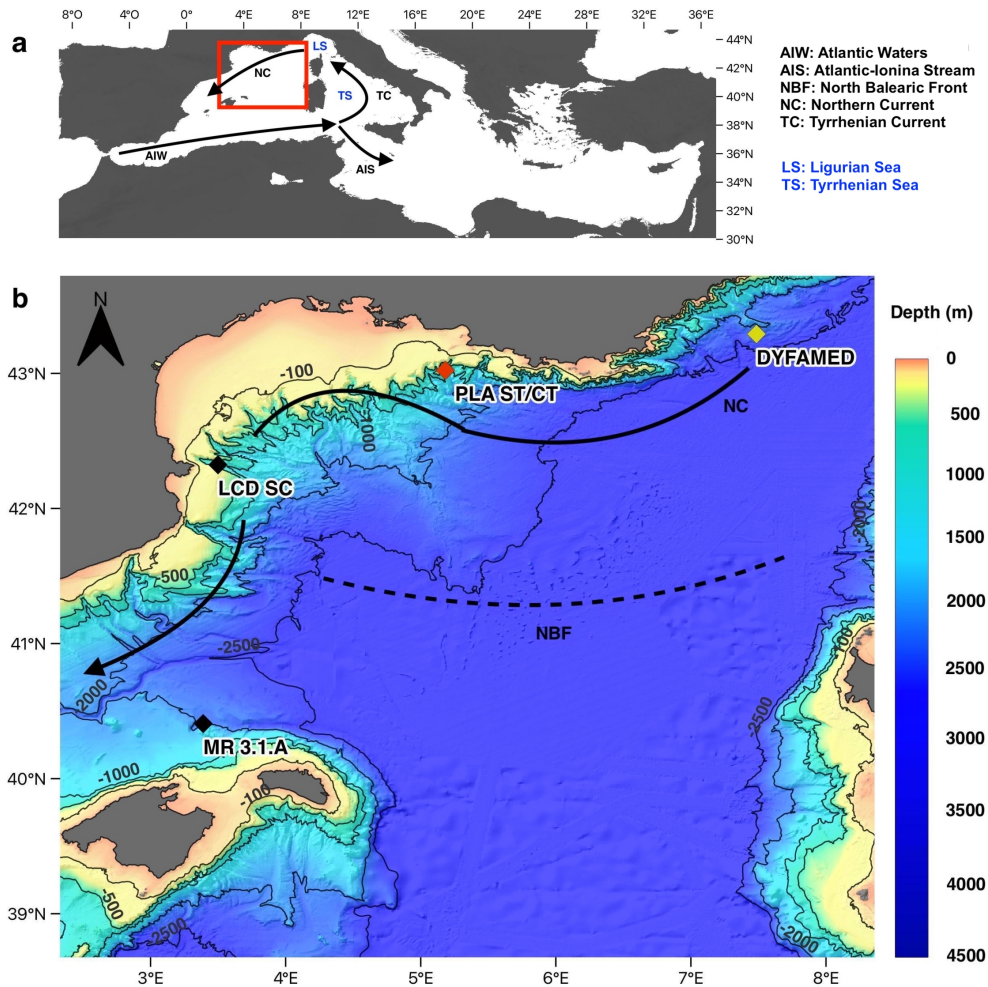 8°O 4°O 0° 4°E 8°E 12°E 16°E 20°E 24°E 28°E 32°E 36°E
a
LS
NC
TS
TC
AIW
AIS
44°N
42°N
40°N
38°N
36°N
34°N
32°N
30°N
AIW: Atlantic Waters
AIS: Atlantic-Ionina Stream
NBF: North Balearic Front
NC: Northern Current
TC: Tyrrhenian Current
LS: Ligurian Sea
TS: Tyrrhenian Sea
b
N
43°N
42°N
41°N
40°N
39°N
-100
DYFAMED
PLA ST/CT
NC
-1000
LCD SC
-2000
-500
NBF
-100
-2500
-2000
-2500
MR 3.1.A
-1000
-100
-500
-2500
-2000
3°E 4°E 5°E 6°E 7°E 8°E
Depth (m)
0
500
1000
1500
2000
2500
3000
3500
4000
4500